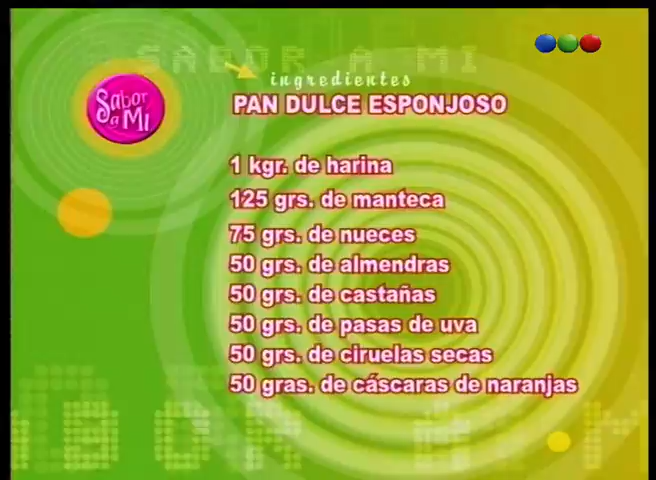 SABOR A MI
ingredientes
Sabor
a Mi
PAN DULCE ESPONJOSO
1 kgr. de harina
125 grs. de manteca
75 grs. de nueces
50 grs. de almendras
50 grs. de castañas
50 grs. de pasas de uva
50 grs. de ciruelas secas
50 gras. de cáscaras de naranjas